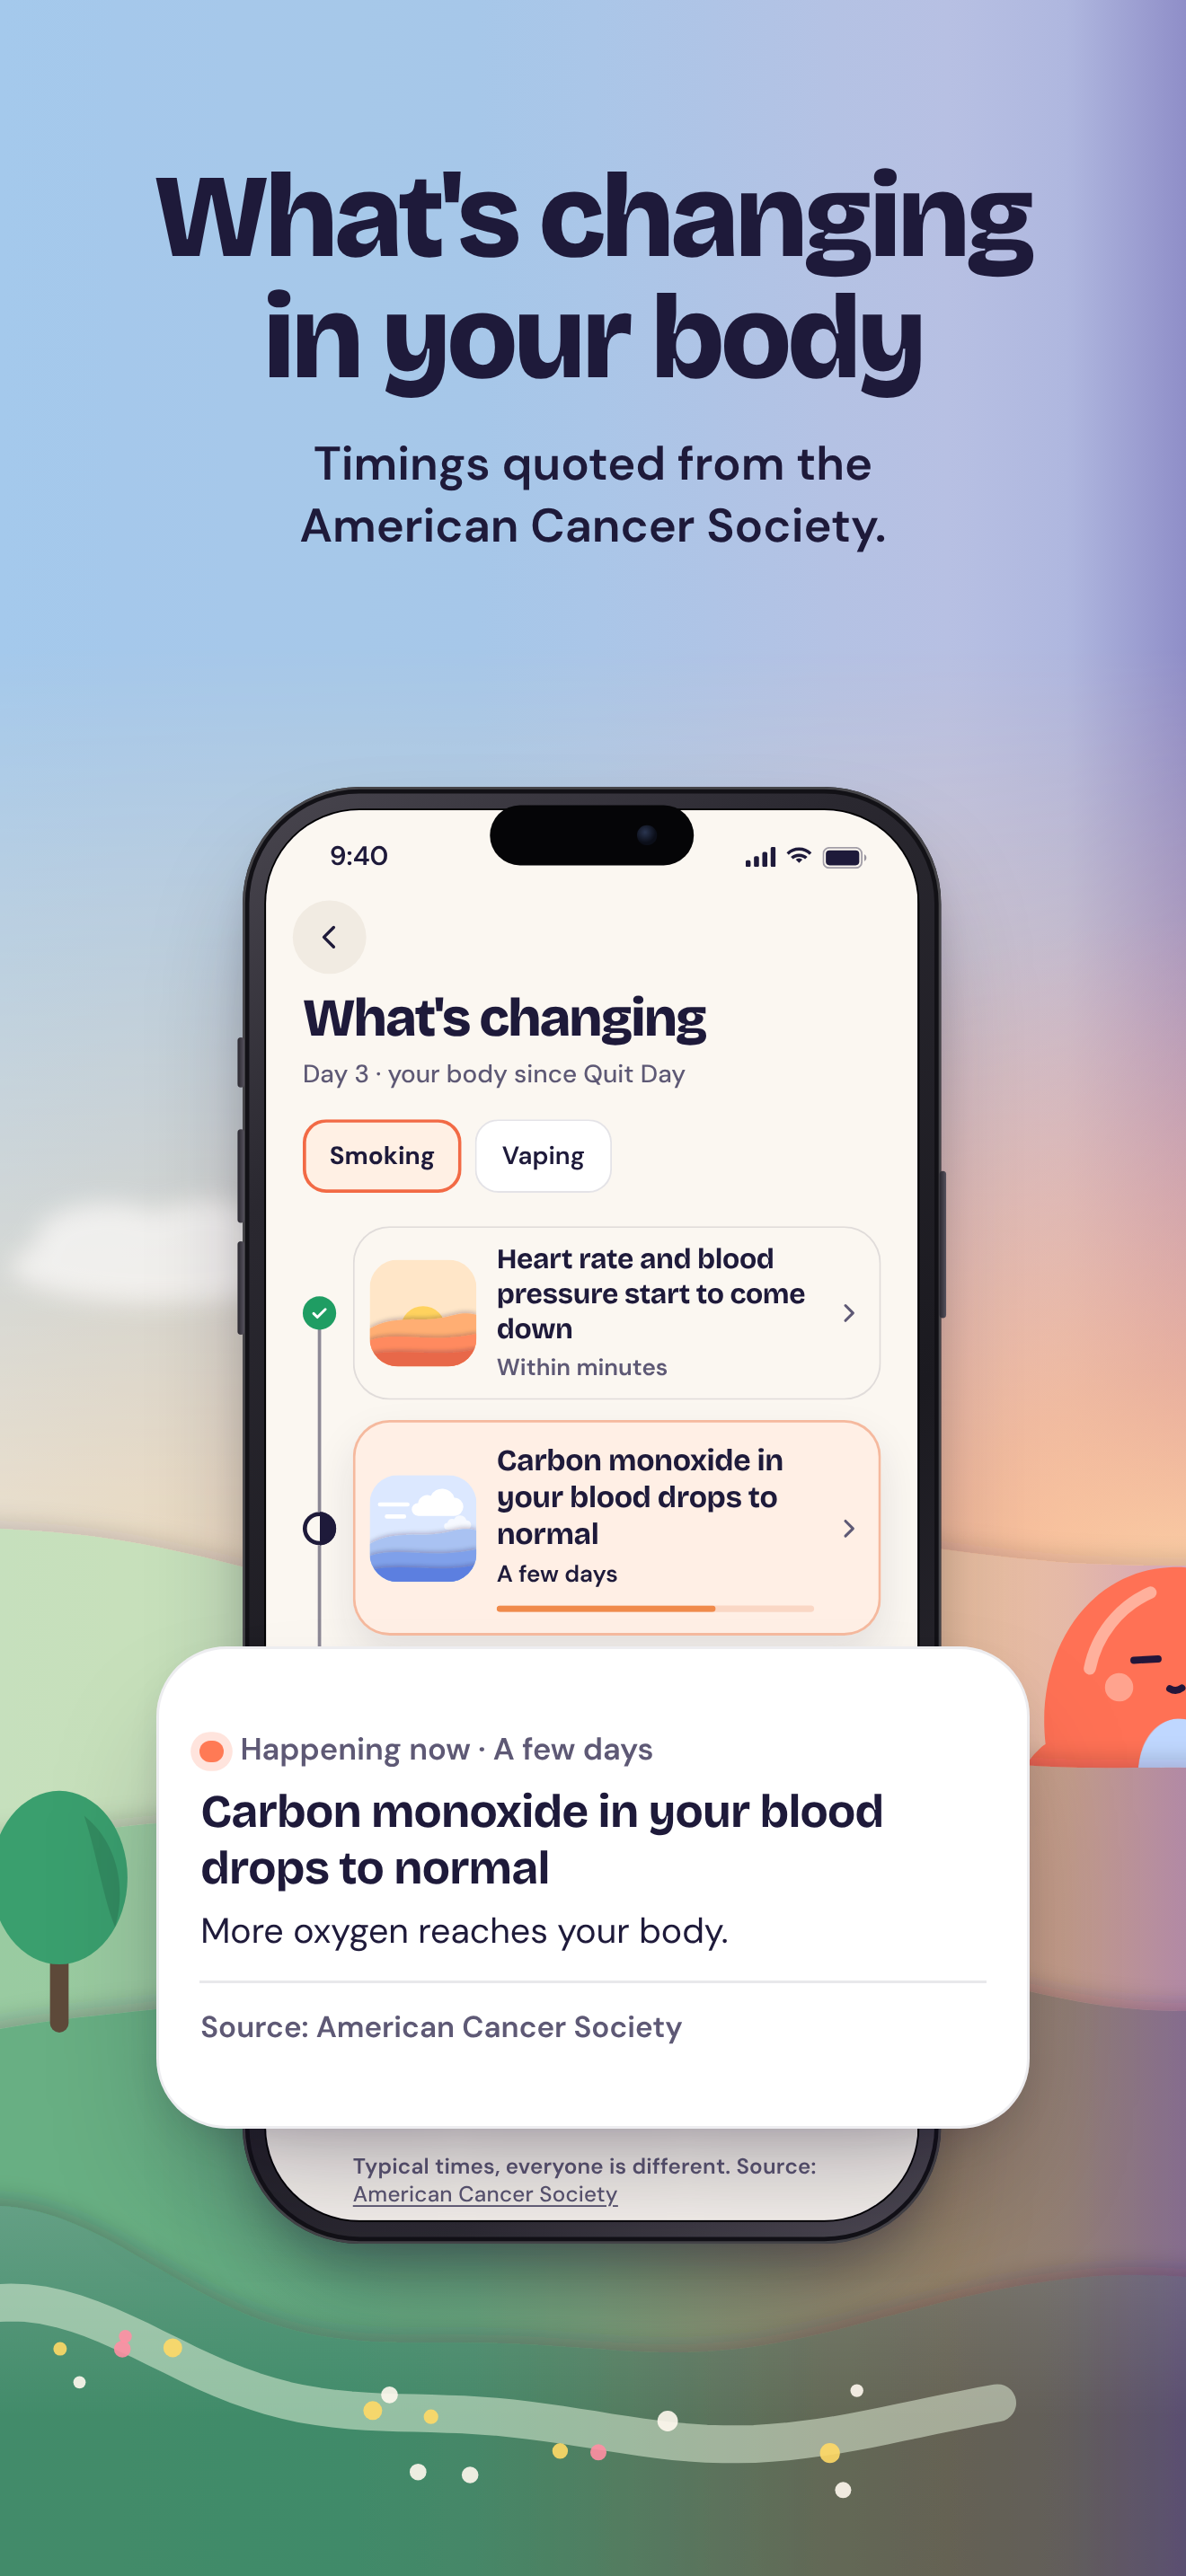 What's changing
in your body
Timings quoted from the
American Cancer Society.
9:40
What's changing
Day 3 · your body since Quit Day
Smoking
Vaping
Heart rate and blood
pressure start to come
down
Within minutes
Carbon monoxide in
your blood drops to
normal
A few days
Happening now · A few days
Carbon monoxide in your blood
drops to normal
More oxygen reaches your body.
Source: American Cancer Society
Typical times, everyone is different. Source:
American Cancer Society